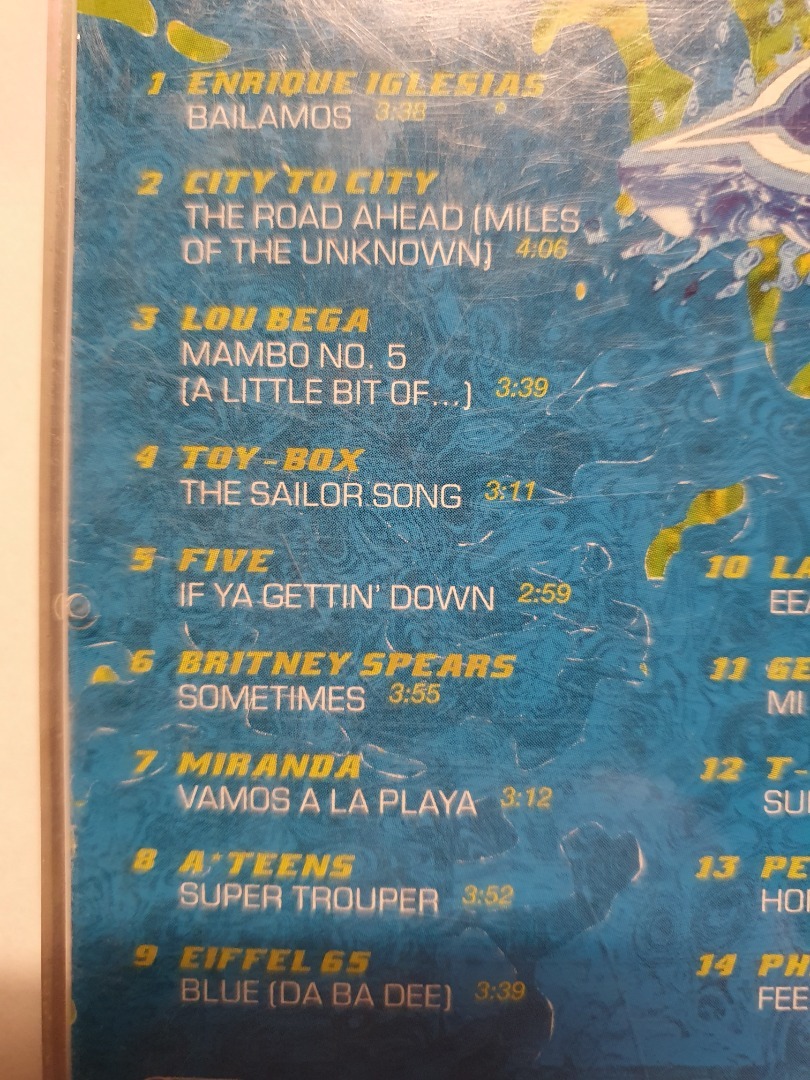 1 ENRIQUE IGLESIAS
BAILAMOS 3:38
2 CITY TO CITY
THE ROAD AHEAD (MILES
OF THE UNKNOWN) 4:06
3 LOU BEGA
MAMBO NO. 5
(A LITTLE BIT OF...) 3:39
4 TOY-BOX
THE SAILOR SONG 3:11
5 FIVE
IF YA GETTIN' DOWN 2:59
6 BRITNEY SPEARS
SOMETIMES 3:55
7 MIRANDA
VAMOS A LA PLAYA 3:12
8 A*TEENS
SUPER TROUPER 3:52
9 EIFFEL 65
BLUE (DA BA DEE) 3:39
10
11
MI
12 T-
13
14